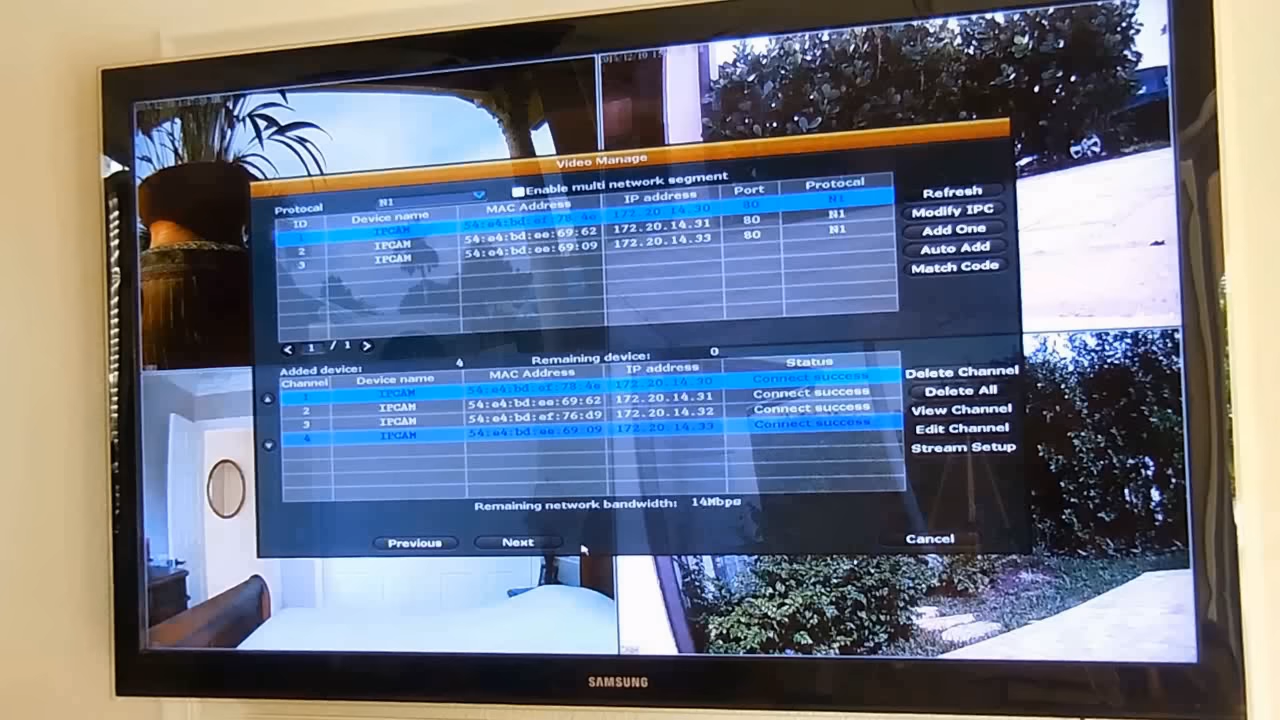 Video Manage
Protocal N1 Enable multi network segment
ID Device name MAC Address IP address Port Protocal
1 IPCAM 54:e4:bd:ef:78:4e 172.20.14.30 80 N1
2 IPCAM 54:e4:bd:ee:69:62 172.20.14.31 80 N1
3 IPCAM 54:e4:bd:ee:69:09 172.20.14.33 80 N1
Refresh
Modify IPC
Add One
Auto Add
Match Code
1 / 1
Added device: 4 Remaining device: 0
Channel Device name MAC Address IP address Status
1 IPCAM 54:e4:bd:ef:78:4e 172.20.14.30 Connect success
2 IPCAM 54:e4:bd:ee:69:62 172.20.14.31 Connect success
3 IPCAM 54:e4:bd:ef:76:d9 172.20.14.32 Connect success
4 IPCAM 54:e4:bd:ee:69:09 172.20.14.33 Connect success
Delete Channel
Delete All
View Channel
Edit Channel
Stream Setup
Remaining network bandwidth: 14Mbps
Previous Next Cancel
SAMSUNG